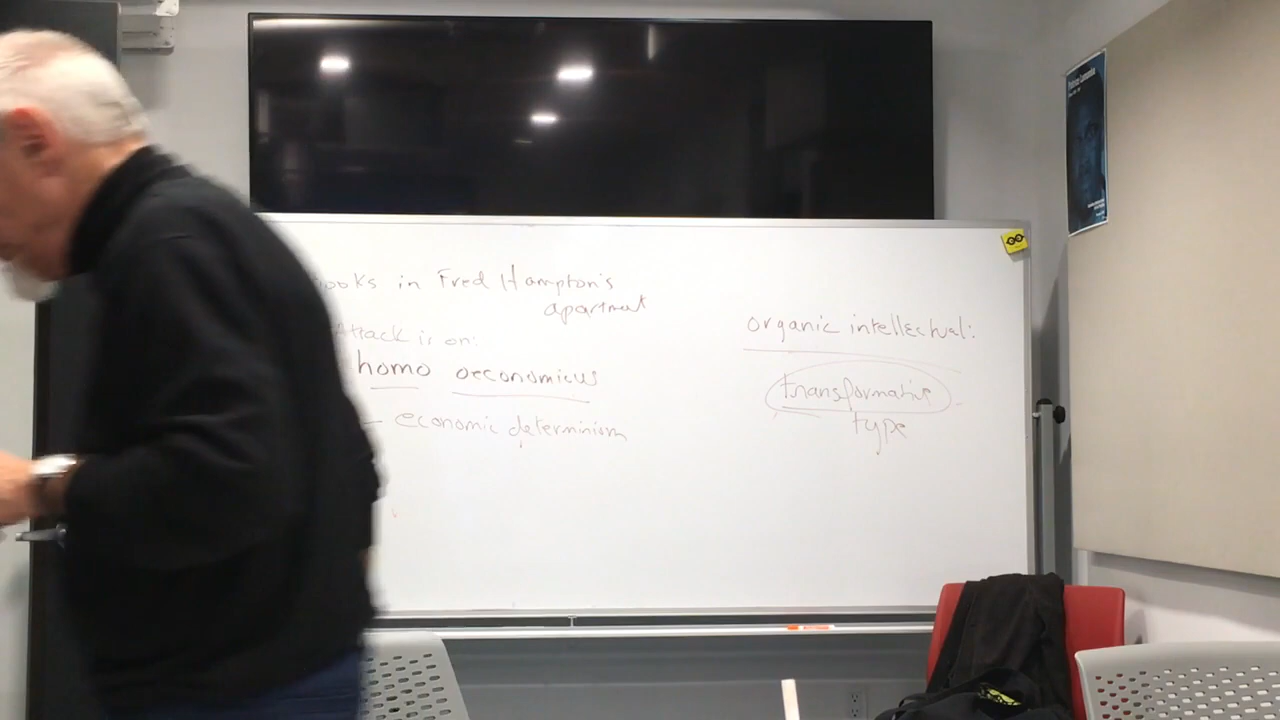 ooks in Fred Hampton's
apartment
Attack is on:
homo oeconomicus
- economic determinism
organic intellectual:
transformative
type